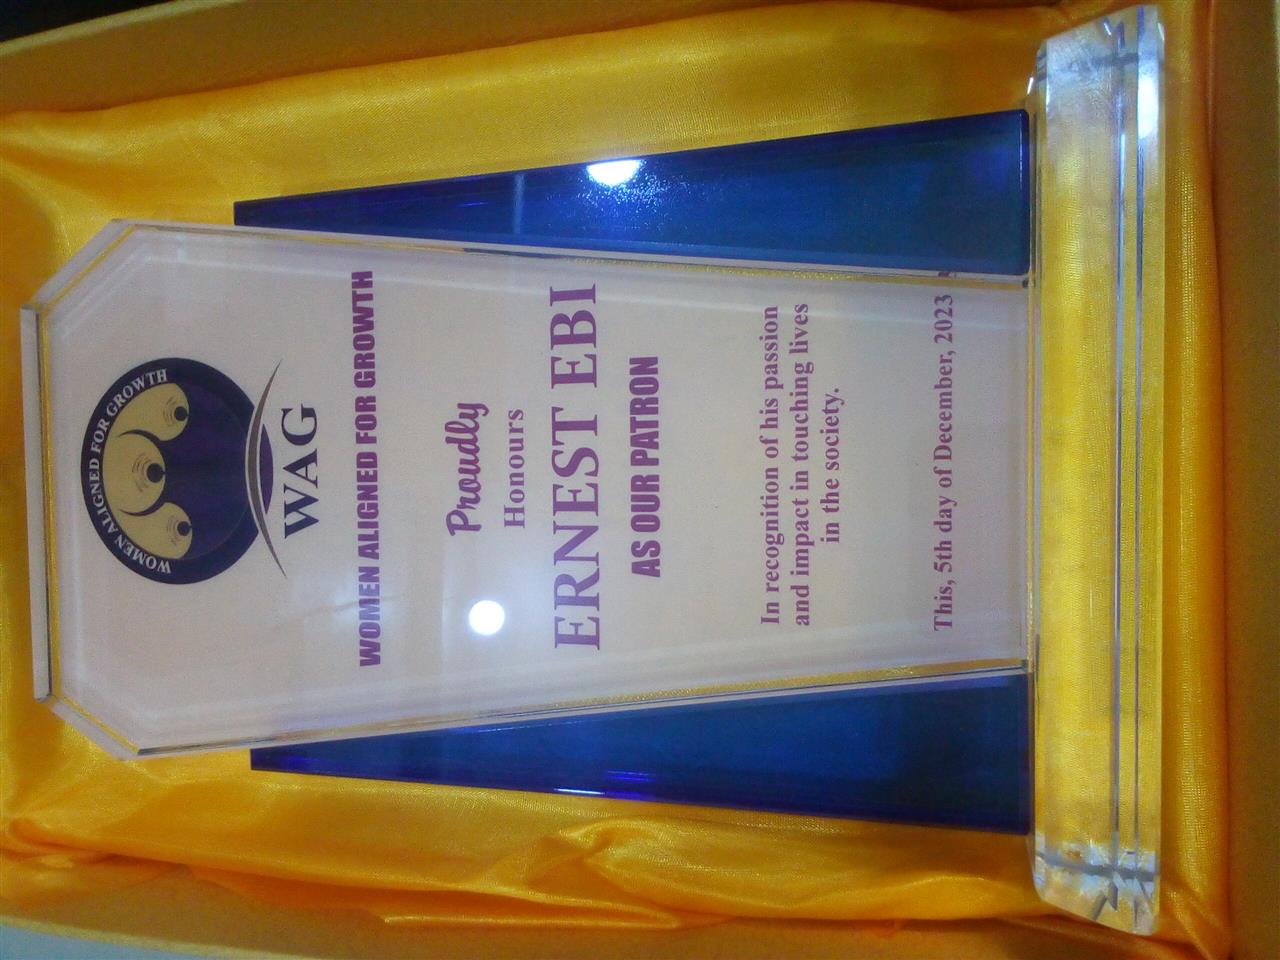 WOMEN ALIGNED FOR GROWTH
WAG
WOMEN ALIGNED FOR GROWTH
Proudly
Honours
ERNEST EBI
AS OUR PATRON
In recognition of his passion
and impact in touching lives
in the society.
This, 5th day of December, 2023